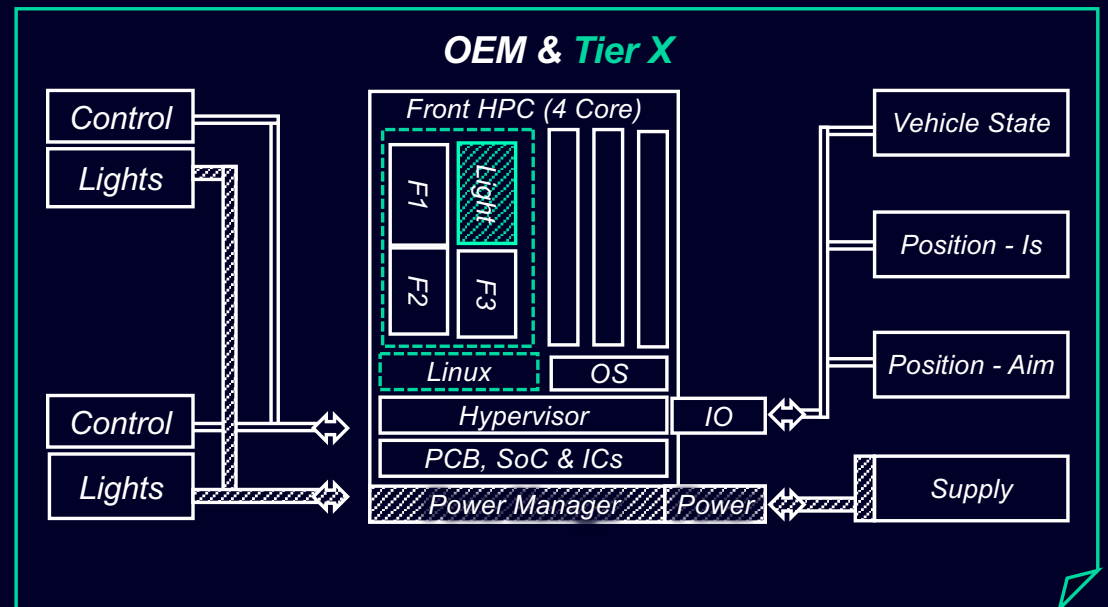 OEM & Tier X
Control
Lights
Control
Lights
Front HPC (4 Core)
F1
Light
F2
F3
Linux
OS
Hypervisor
IO
PCB, SoC & ICs
Power Manager
Power
Vehicle State
Position - Is
Position - Aim
Supply